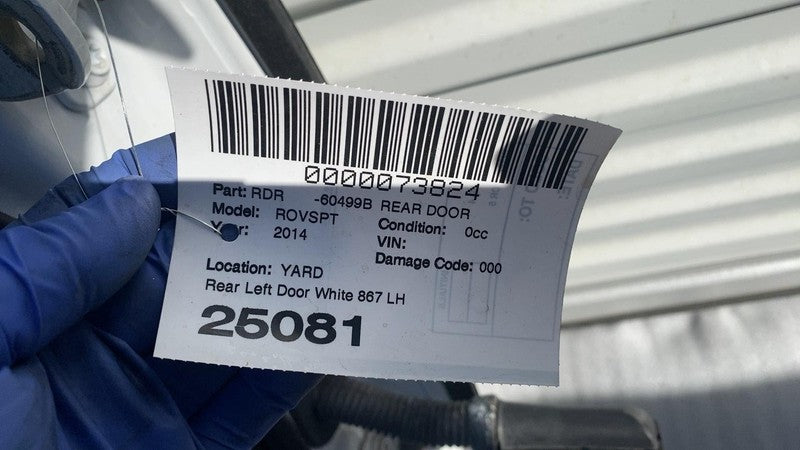 0000073824
Part: RDR -60499B REAR DOOR
Model: ROVSPT Condition: 0cc
Year: 2014 VIN:
Damage Code: 000
Location: YARD
Rear Left Door White 867 LH
25081